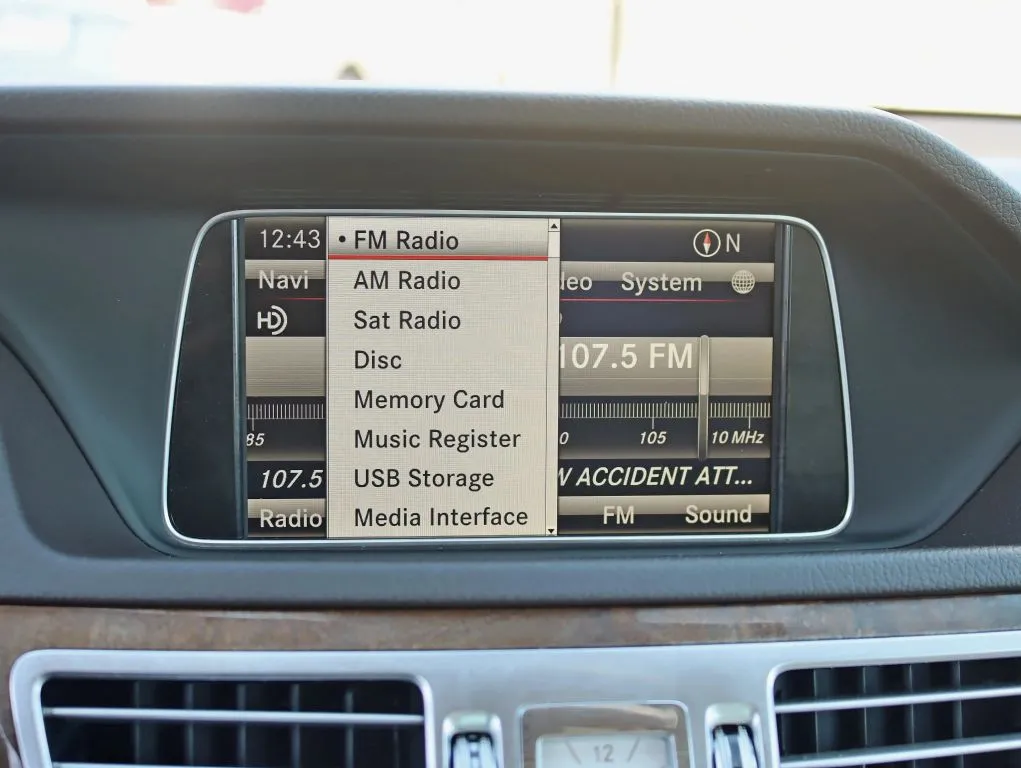 12:43
N
Navi
System
HD
107.5 FM
85
105
10 MHz
107.5
ACCIDENT ATT...
Radio
FM
Sound
• FM Radio
AM Radio
Sat Radio
Disc
Memory Card
Music Register
USB Storage
Media Interface
12